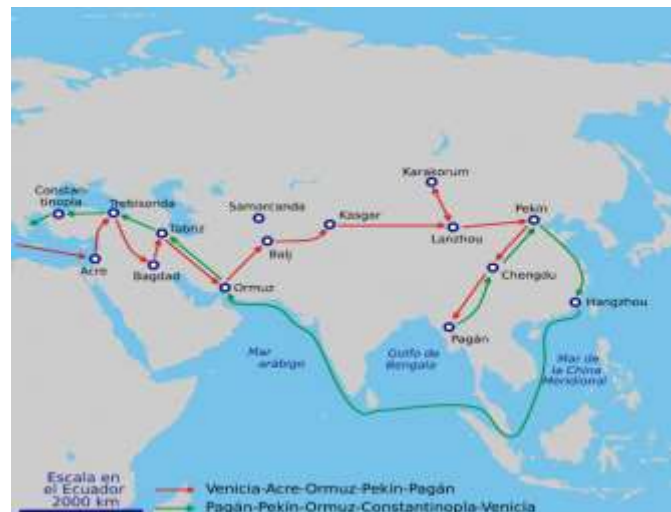 Karakorum
Constan-
tinopla
Trebisonda
Samarcanda
Kasgar
Pekín
Tabriz
Lanzhou
Acre
Bagdad
Balj
Chengdu
Ormuz
Hangzhou
Pagán
Mar
arábigo
Golfo de
Bengala
Mar de
la China
Meridional
Escala en
el Ecuador
2000 km
Venicia-Acre-Ormuz-Pekín-Pagán
Pagán-Pekín-Ormuz-Constantinopla-Venicia